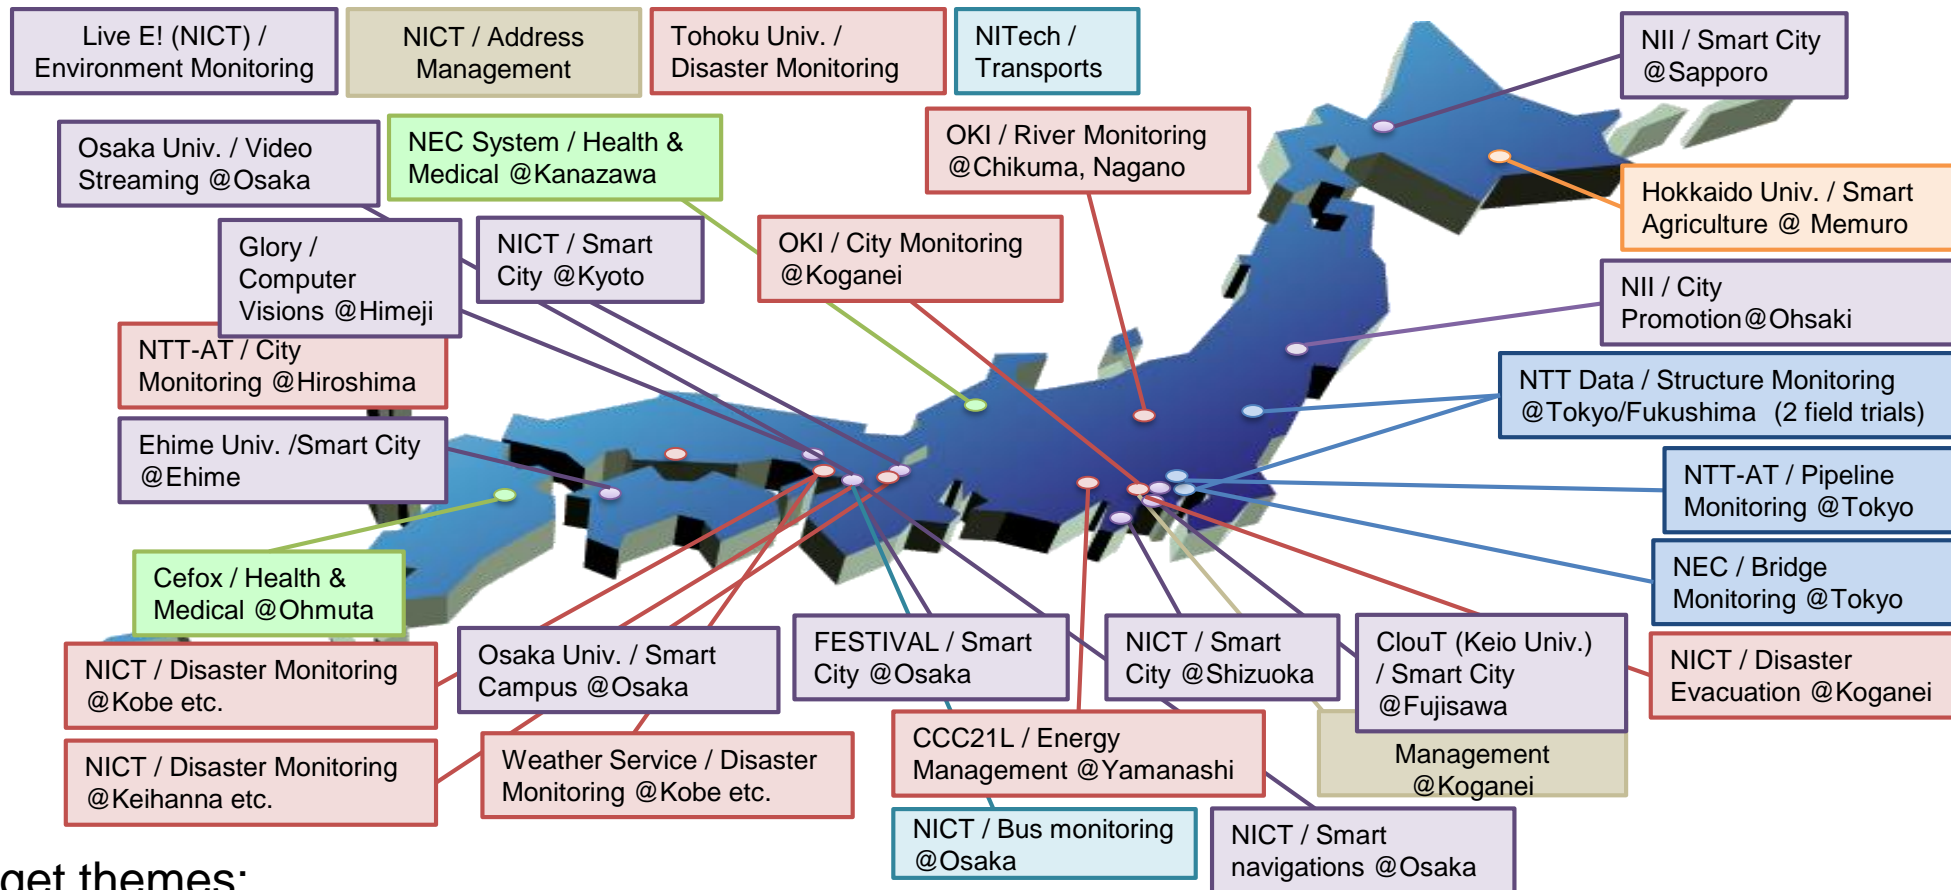 Live E! (NICT) /
Environment Monitoring
NICT / Address
Management
Tohoku Univ. /
Disaster Monitoring
NITech /
Transports
NII / Smart City
@Sapporo
Osaka Univ. / Video
Streaming @Osaka
NEC System / Health &
Medical @Kanazawa
OKI / River Monitoring
@Chikuma, Nagano
Hokkaido Univ. / Smart
Agriculture @ Memuro
Glory /
Computer
Visions @Himeji
NICT / Smart
City @Kyoto
OKI / City Monitoring
@Koganei
NII / City
Promotion@Ohsaki
NTT-AT / City
Monitoring @Hiroshima
NTT Data / Structure Monitoring
@Tokyo/Fukushima (2 field trials)
Ehime Univ. /Smart City
@Ehime
NTT-AT / Pipeline
Monitoring @Tokyo
Cefox / Health &
Medical @Ohmuta
NEC / Bridge
Monitoring @Tokyo
NICT / Disaster Monitoring
@Kobe etc.
Osaka Univ. / Smart
Campus @Osaka
FESTIVAL / Smart
City @Osaka
NICT / Smart
City @Shizuoka
ClouT (Keio Univ.)
/ Smart City
@Fujisawa
NICT / Disaster
Evacuation @Koganei
NICT / Disaster Monitoring
@Keihanna etc.
Weather Service / Disaster
Monitoring @Kobe etc.
CCC21L / Energy
Management @Yamanashi
Management
@Koganei
NICT / Bus monitoring
@Osaka
NICT / Smart
navigations @Osaka
get themes: